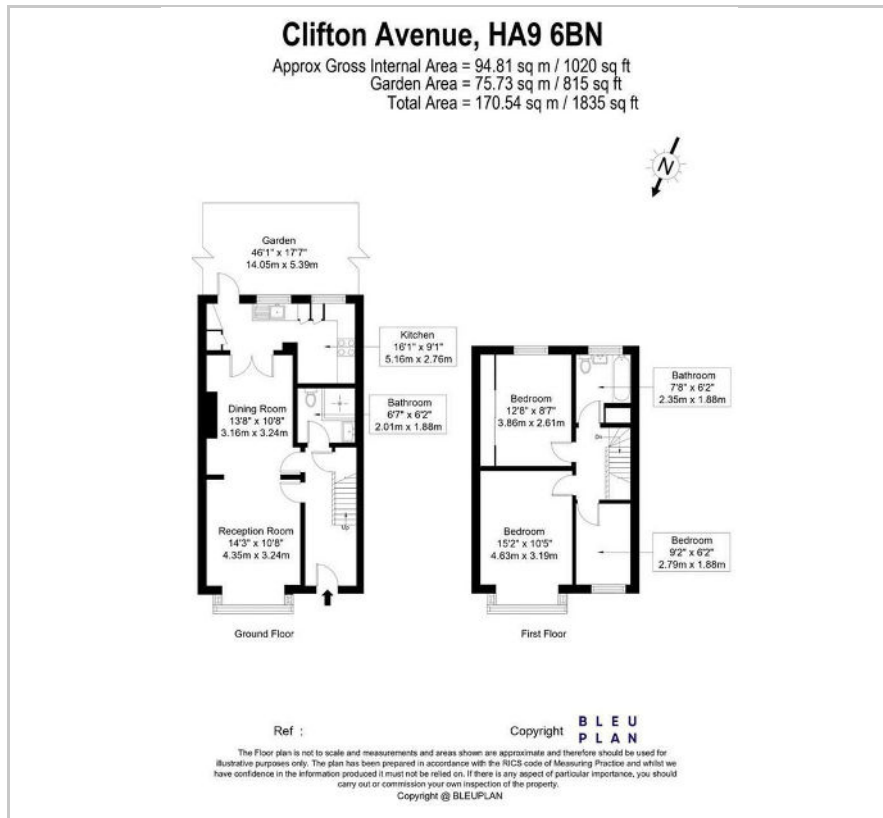 Clifton Avenue, HA9 6BN
Approx Gross Internal Area = 94.81 sq m / 1020 sq ft
Garden Area = 75.73 sq m / 815 sq ft
Total Area = 170.54 sq m / 1835 sq ft
N
Garden
46'1" x 17'7"
14.05m x 5.39m
Kitchen
16'1" x 9'1"
5.16m x 2.76m
Dining Room
13'8" x 10'8"
3.16m x 3.24m
Bathroom
6'7" x 6'2"
2.01m x 1.88m
Reception Room
14'3" x 10'8"
4.35m x 3.24m
Up
Ground Floor
Bedroom
12'8" x 8'7"
3.86m x 2.61m
Bathroom
7'8" x 6'2"
2.35m x 1.88m
Dn
Bedroom
15'2" x 10'5"
4.63m x 3.19m
Bedroom
9'2" x 6'2"
2.79m x 1.88m
First Floor
Ref :
Copyright
BLEU
PLAN
The Floor plan is not to scale and measurements and areas shown are approximate and therefore should be used for
illustrative purposes only. The plan has been prepared in accordance with the RICS code of Measuring Practice and whilst we
have confidence in the information produced it must not be relied on. If there is any aspect of particular importance, you should
carry out or commission your own inspection of the property.
Copyright @ BLEUPLAN